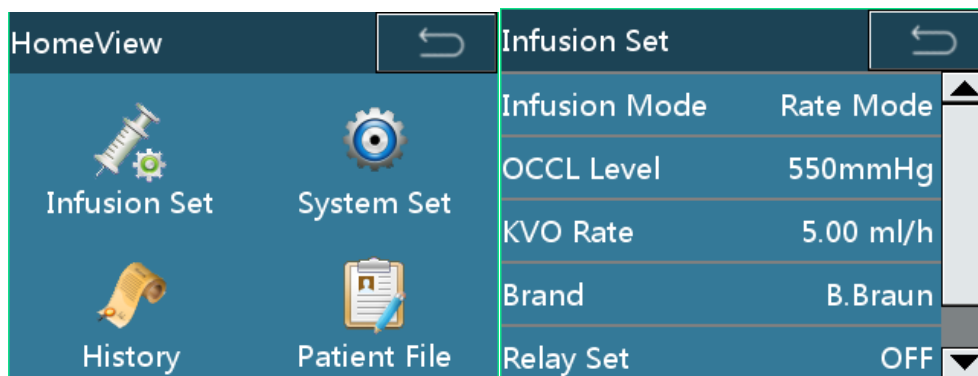 HomeView
Infusion Set
System Set
History
Patient File
Infusion Set
Infusion Mode Rate Mode
OCCL Level 550mmHg
KVO Rate 5.00 ml/h
Brand B.Braun
Relay Set OFF